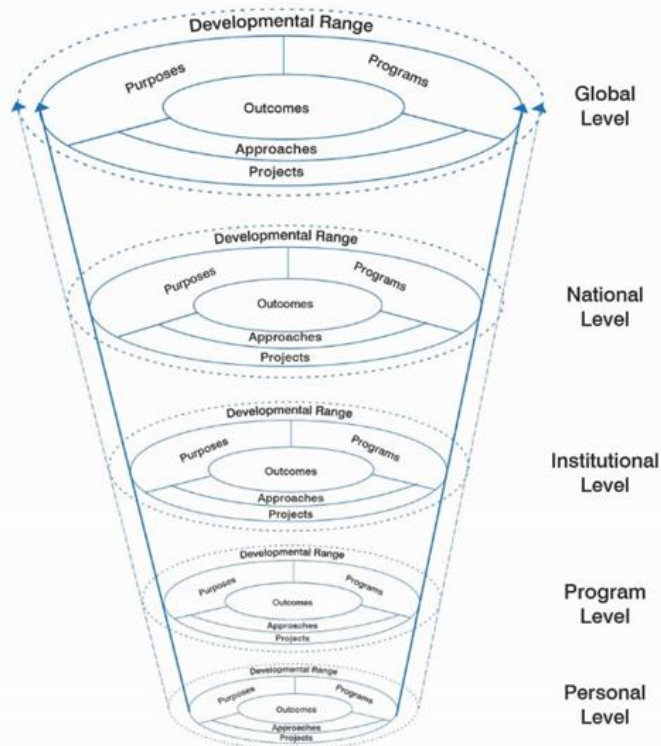 Developmental Range
Purposes
Programs
Outcomes
Approaches
Projects
Global
Level
Developmental Range
Purposes
Programs
Outcomes
Approaches
Projects
National
Level
Developmental Range
Purposes
Programs
Outcomes
Approaches
Projects
Institutional
Level
Developmental Range
Purposes
Programs
Outcomes
Approaches
Projects
Program
Level
Developmental Range
Purposes
Programs
Outcomes
Approaches
Projects
Personal
Level